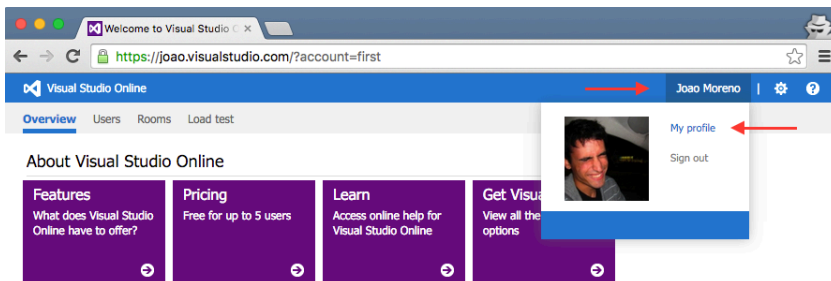 Welcome to Visual Studio
https://joao.visualstudio.com/?account=first
Visual Studio Online
Joao Moreno
Overview Users Rooms Load test
My profile
Sign out
About Visual Studio Online
Features
What does Visual Studio
Online have to offer?
Pricing
Free for up to 5 users
Learn
Access online help for
Visual Studio Online
Get Visua
View all the
options